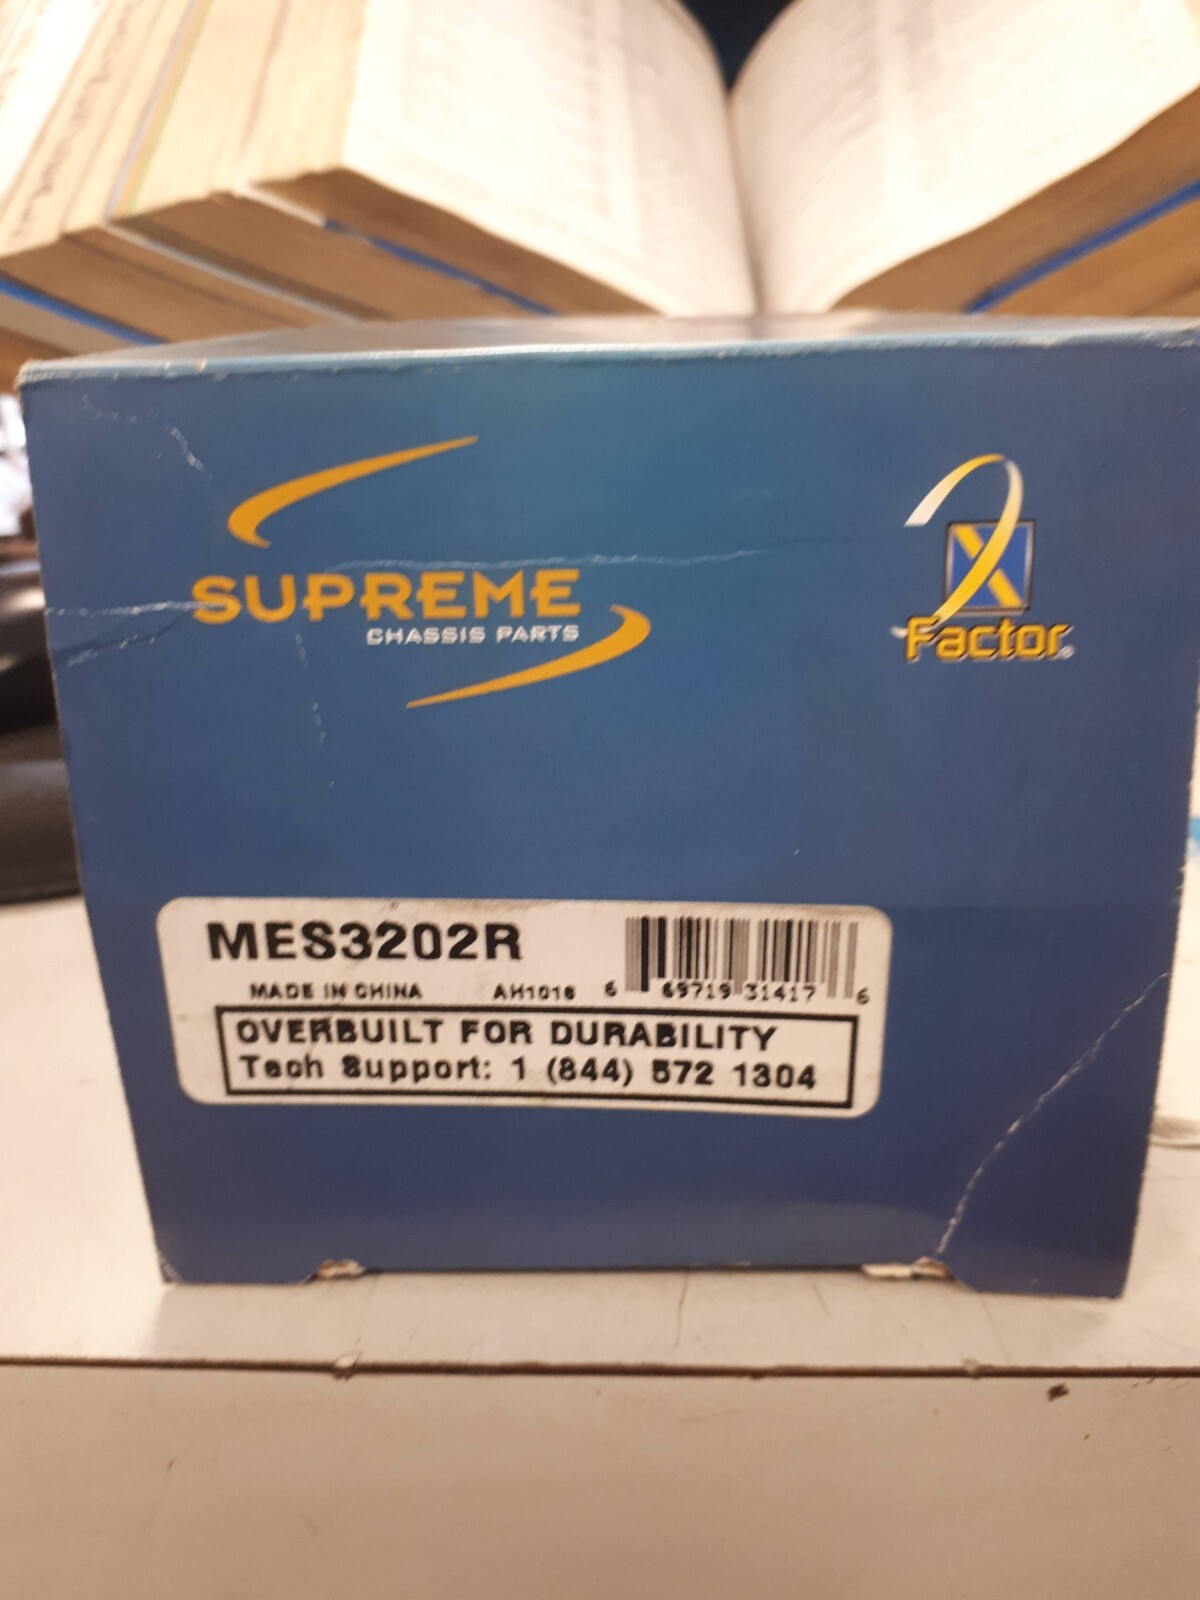 SUPREME
CHASSIS PARTS
X
Factor®
MES3202R
MADE IN CHINA AH1018 6 69719 31417 6
OVERBUILT FOR DURABILITY
Tech Support: 1 (844) 572 1304